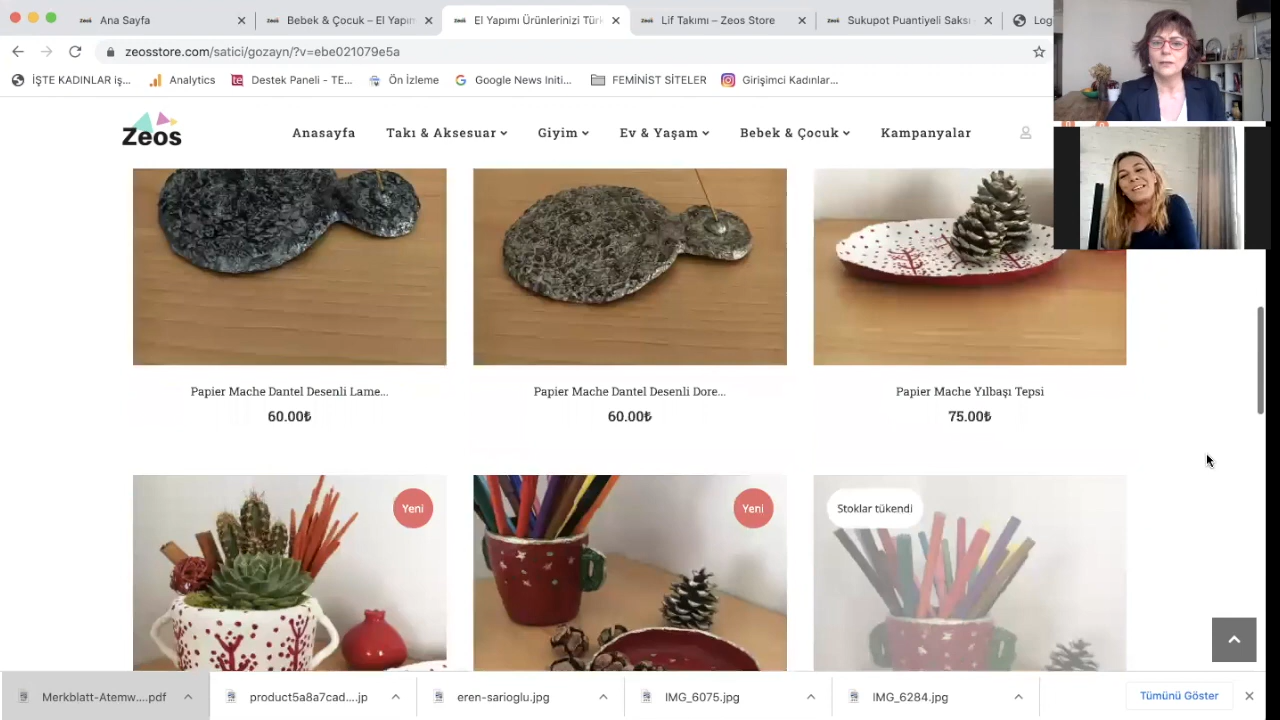 Ana Sayfa
Bebek & Çocuk – El Yapım
El Yapımı Ürünlerinizi Türk
Lif Takımı – Zeos Store
Sukupot Puantiyeli Saksı
Log
zeosstore.com/satici/gozayn/?v=ebe021079e5a
İŞTE KADINLAR iş...
Analytics
Destek Paneli - TE...
Ön İzleme
Google News Initi...
FEMİNİST SİTELER
Girişimci Kadınlar...
Zeos
Anasayfa
Takı & Aksesuar
Giyim
Ev & Yaşam
Bebek & Çocuk
Kampanyalar
Papier Mache Dantel Desenli Lame...
60.00₺
Papier Mache Dantel Desenli Dore...
60.00₺
Papier Mache Yılbaşı Tepsi
75.00₺
Yeni
Yeni
Stoklar tükendi
Merkblatt-Atemw....pdf
product5a8a7cad....jp
eren-sarioglu.jpg
IMG_6075.jpg
IMG_6284.jpg
Tümünü Göster